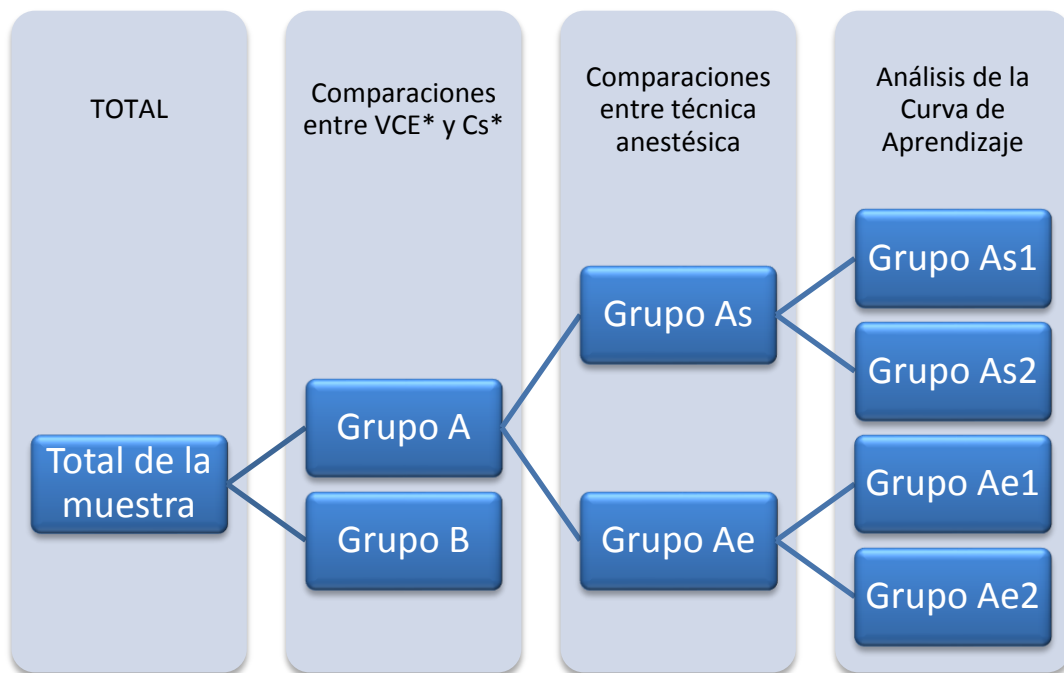 TOTAL
Comparaciones
entre VCE* y Cs*
Comparaciones
entre técnica
anestésica
Análisis de la
Curva de
Aprendizaje
Total de la
muestra
Grupo A
Grupo B
Grupo As
Grupo Ae
Grupo As1
Grupo As2
Grupo Ae1
Grupo Ae2